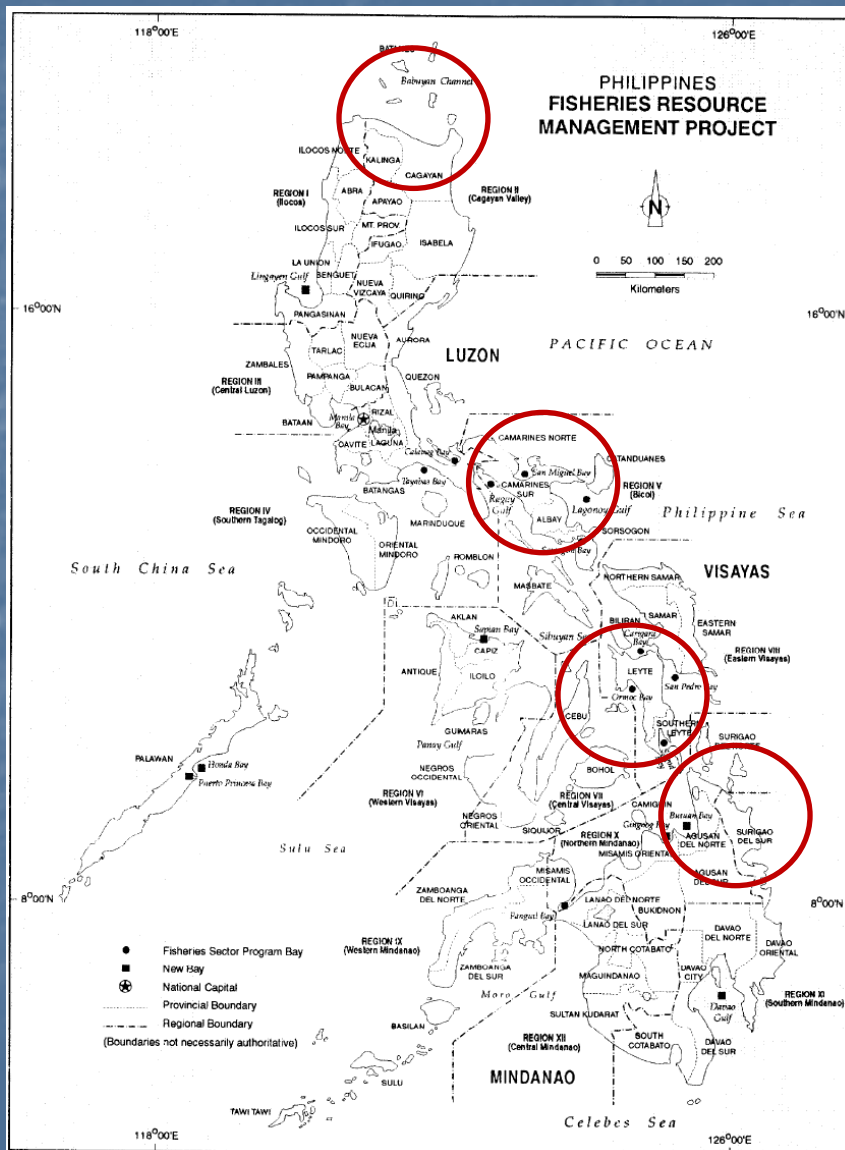 118°00'E
126°00'E
Babuyan Channel
PHILIPPINES
FISHERIES RESOURCE
MANAGEMENT PROJECT
N
0 50 100 150 200
Kilometers
ILOCOS NORTE
KALINGA
CAGAYAN
REGION I
(Ilocos)
ABRA
APAYAO
REGION II
(Cagayan Valley)
ILOCOS SUR
MT. PROV.
IFUGAO
ISABELA
LA UNION
Lingayen Gulf
BENGUET
NUEVA
VIZCAYA
QUIRINO
16°00'N
16°00'N
PANGASINAN
NUEVA
ECIJA
AURORA
TARLAC
LUZON
PACIFIC OCEAN
ZAMBALES
PAMPANGA
QUEZON
REGION III
(Central Luzon)
BULACAN
BATAAN
Manila
Bay
RIZAL
Manila
CAVITE
LAGUNA
Calauag Bay
CAMARINES NORTE
CATANDUANES
San Miguel Bay
Tayabas Bay
BATANGAS
CAMARINES
SUR
REGION V
(Bicol)
Ragay
Gulf
Lagonoy Gulf
REGION IV
(Southern Tagalog)
MARINDUQUE
ALBAY
Philippine Sea
OCCIDENTAL
MINDORO
ORIENTAL
MINDORO
SORSOGON
Sorsogon Bay
ROMBLON
South China Sea
MASBATE
VISAYAS
NORTHERN SAMAR
AKLAN
Sapian Bay
CAPIZ
Sibuyan Sea
BILIRAN
SAMAR
EASTERN
SAMAR
Carigara
Bay
REGION VIII
(Eastern Visayas)
ANTIQUE
ILOILO
LEYTE
San Pedro Bay
Ormoc Bay
CEBU
GUIMARAS
Panay Gulf
SOUTHERN
LEYTE
SURIGAO
DEL NORTE
PALAWAN
Honda Bay
Puerto Princesa Bay
NEGROS
OCCIDENTAL
BOHOL
REGION VI
(Western Visayas)
REGION VII
(Central Visayas)
CAMIGUIN
Butuan Bay
NEGROS
ORIENTAL
SIQUIJOR
REGION X
(Northern Mindanao)
Gingoog Bay
AGUSAN
DEL NORTE
SURIGAO
DEL SUR
Sulu Sea
MISAMIS ORIENTAL
MISAMIS
OCCIDENTAL
AGUSAN
DEL SUR
ZAMBOANGA
DEL NORTE
8°00'N
8°00'N
LANAO DEL NORTE
BUKIDNON
Panguil Bay
LANAO DEL SUR
DAVAO
DEL NORTE
DAVAO
ORIENTAL
REGION IX
(Western Mindanao)
NORTH COTABATO
ZAMBOANGA
DEL SUR
MAGUINDANAO
DAVAO
CITY
REGION XI
(Southern Mindanao)
Moro Gulf
Davao
Gulf
BASILAN
SULTAN KUDARAT
REGION XII
(Central Mindanao)
SOUTH
COTABATO
DAVAO
DEL SUR
SULU
MINDANAO
TAWI TAWI
Celebes Sea
Fisheries Sector Program Bay
New Bay
National Capital
Provincial Boundary
Regional Boundary
(Boundaries not necessarily authoritative)
118°00'E
126°00'E